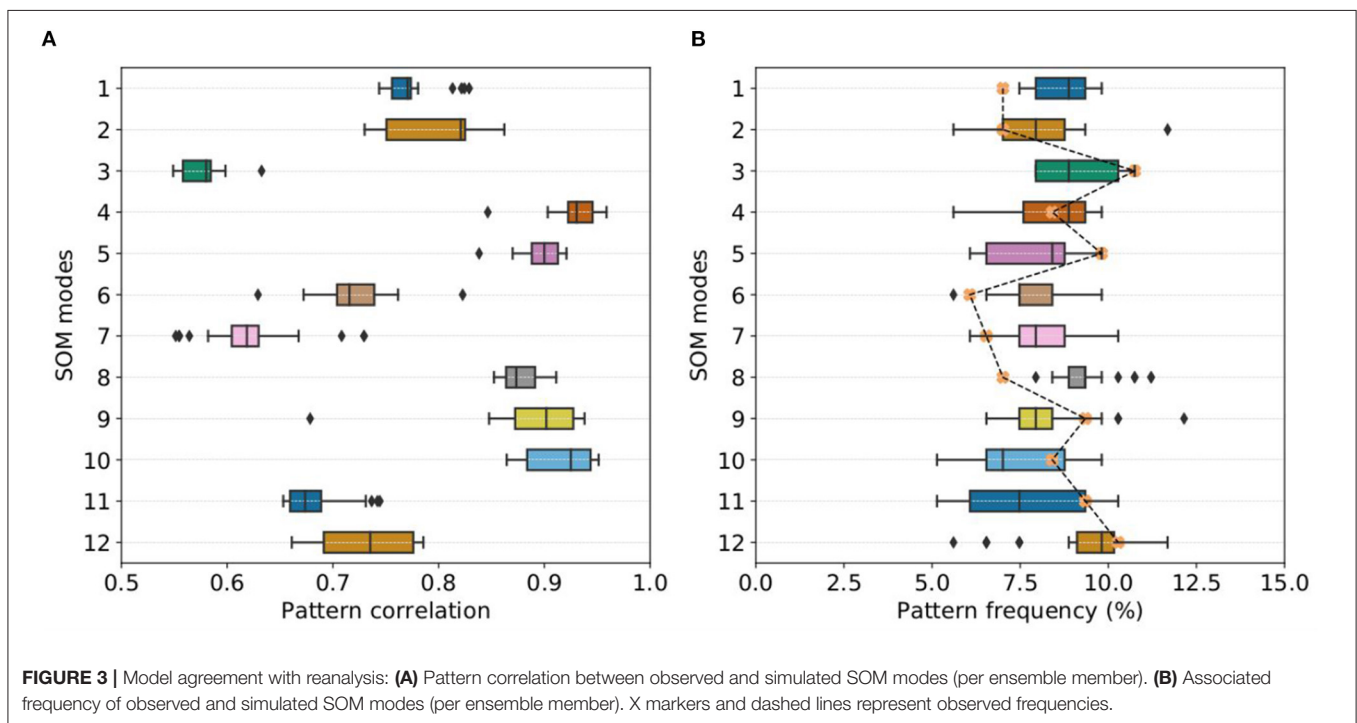 A
B
1
2
3
4
5
6
7
8
9
10
11
12
SOM modes
0.5 0.6 0.7 0.8 0.9 1.0
Pattern correlation
1
2
3
4
5
6
7
8
9
10
11
12
SOM modes
0.0 2.5 5.0 7.5 10.0 12.5 15.0
Pattern frequency (%)
FIGURE 3 | Model agreement with reanalysis: (A) Pattern correlation between observed and simulated SOM modes (per ensemble member). (B) Associated
frequency of observed and simulated SOM modes (per ensemble member). X markers and dashed lines represent observed frequencies.